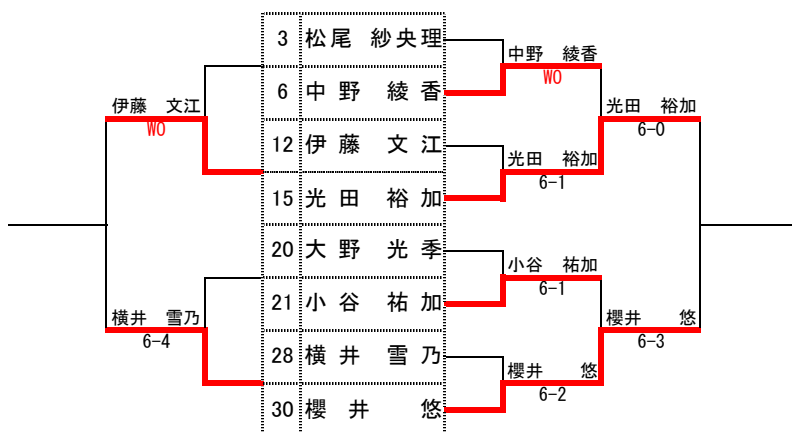 3 松尾 紗央理
6 中野 綾香
12 伊藤 文江
15 光田 裕加
20 大野 光季
21 小谷 祐加
28 横井 雪乃
30 櫻井 悠
伊藤 文江
WO
横井 雪乃
6-4
中野 綾香
WO
光田 裕加
6-1
小谷 祐加
6-1
櫻井 悠
6-2
光田 裕加
6-0
櫻井 悠
6-3